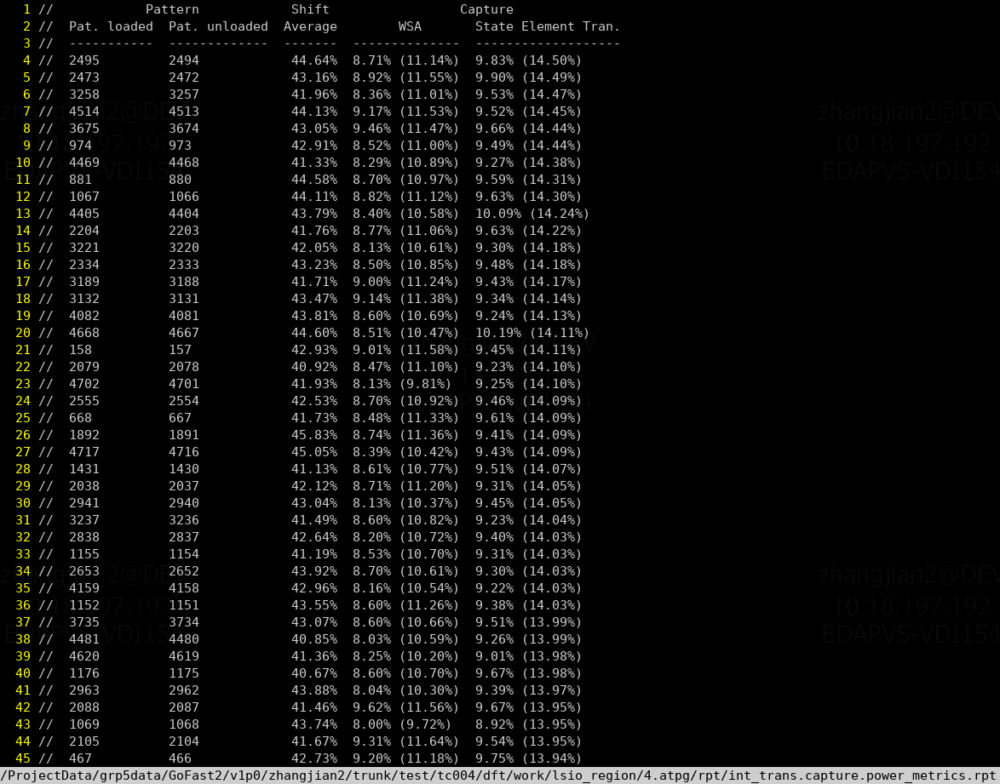 1 //            Pattern            Shift                 Capture
2 //  Pat. loaded  Pat. unloaded  Average        WSA       State Element Tran.
3 //  -----------  -------------  -------  --------------  -------------------
4 //  2495         2494            44.64%  8.71% (11.14%)  9.83% (14.50%)
5 //  2473         2472            43.16%  8.92% (11.55%)  9.90% (14.49%)
6 //  3258         3257            41.96%  8.36% (11.01%)  9.53% (14.47%)
7 //  4514         4513            44.13%  9.17% (11.53%)  9.52% (14.45%)
8 //  3675         3674            43.05%  9.46% (11.47%)  9.66% (14.44%)
9 //  974          973             42.91%  8.52% (11.00%)  9.49% (14.44%)
10 //  4469         4468            41.33%  8.29% (10.89%)  9.27% (14.38%)
11 //  881          880             44.58%  8.70% (10.97%)  9.59% (14.31%)
12 //  1067         1066            44.11%  8.82% (11.12%)  9.63% (14.30%)
13 //  4405         4404            43.79%  8.40% (10.58%)  10.09% (14.24%)
14 //  2204         2203            41.76%  8.77% (11.06%)  9.63% (14.22%)
15 //  3221         3220            42.05%  8.13% (10.61%)  9.30% (14.18%)
16 //  2334         2333            43.23%  8.50% (10.85%)  9.48% (14.18%)
17 //  3189         3188            41.71%  9.00% (11.24%)  9.43% (14.17%)
18 //  3132         3131            43.47%  9.14% (11.38%)  9.34% (14.14%)
19 //  4082         4081            43.81%  8.60% (10.69%)  9.24% (14.13%)
20 //  4668         4667            44.60%  8.51% (10.47%)  10.19% (14.11%)
21 //  158          157             42.93%  9.01% (11.58%)  9.45% (14.11%)
22 //  2079         2078            40.92%  8.47% (11.10%)  9.23% (14.10%)
23 //  4702         4701            41.93%  8.13% (9.81%)   9.25% (14.10%)
24 //  2555         2554            42.53%  8.70% (10.92%)  9.46% (14.09%)
25 //  668          667             41.73%  8.48% (11.33%)  9.61% (14.09%)
26 //  1892         1891            45.83%  8.74% (11.36%)  9.41% (14.09%)
27 //  4717         4716            45.05%  8.39% (10.42%)  9.43% (14.09%)
28 //  1431         1430            41.13%  8.61% (10.77%)  9.51% (14.07%)
29 //  2038         2037            42.12%  8.71% (11.20%)  9.31% (14.05%)
30 //  2941         2940            43.04%  8.13% (10.37%)  9.45% (14.05%)
31 //  3237         3236            41.49%  8.60% (10.82%)  9.23% (14.04%)
32 //  2838         2837            42.64%  8.20% (10.72%)  9.40% (14.03%)
33 //  1155         1154            41.19%  8.53% (10.70%)  9.31% (14.03%)
34 //  2653         2652            43.92%  8.70% (10.61%)  9.30% (14.03%)
35 //  4159         4158            42.96%  8.16% (10.54%)  9.22% (14.03%)
36 //  1152         1151            43.55%  8.60% (11.26%)  9.38% (14.03%)
37 //  3735         3734            43.07%  8.60% (10.66%)  9.51% (13.99%)
38 //  4481         4480            40.85%  8.03% (10.59%)  9.26% (13.99%)
39 //  4620         4619            41.36%  8.25% (10.20%)  9.01% (13.98%)
40 //  1176         1175            40.67%  8.60% (10.70%)  9.67% (13.98%)
41 //  2963         2962            43.88%  8.04% (10.30%)  9.39% (13.97%)
42 //  2088         2087            41.46%  9.62% (11.56%)  9.67% (13.95%)
43 //  1069         1068            43.74%  8.00% (9.72%)   8.92% (13.95%)
44 //  2105         2104            41.67%  9.31% (11.64%)  9.54% (13.95%)
45 //  467          466             42.73%  9.20% (11.18%)  9.75% (13.94%)
/ProjectData/grp5data/GoFast2/v1p0/zhangjian2/trunk/test/tc004/dft/work/lsio_region/4.atpg/rpt/int_trans.capture.power_metrics.rpt
zhangjian2@DEV
10.18.197.192
EDAPVS-VDI154
zhangjian2@DEV
10.18.197.192
EDAPVS-VDI154